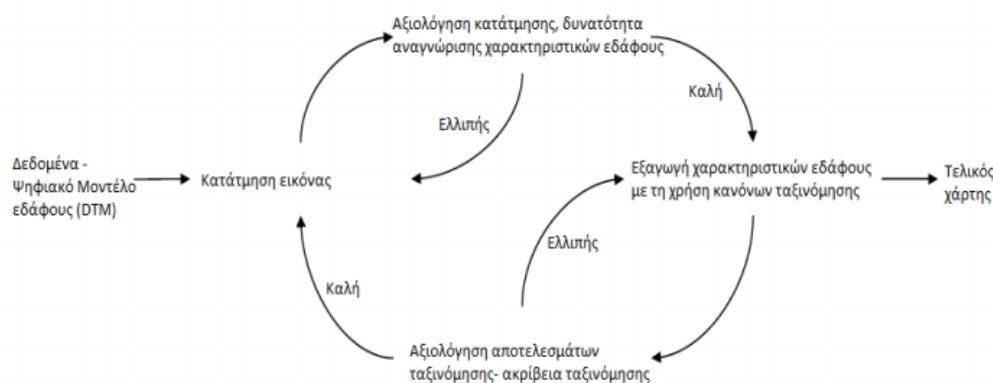 Αξιολόγηση κατάτμησης, δυνατότητα
αναγνώρισης χαρακτηριστικών εδάφους
Καλή
Ελλιπής
Δεδομένα -
Ψηφιακό Μοντέλο
εδάφους (DTM)
Κατάτμηση εικόνας
Εξαγωγή χαρακτηριστικών εδάφους
με τη χρήση κανόνων ταξινόμησης
Τελικός
χάρτης
Ελλιπής
Καλή
Αξιολόγηση αποτελεσμάτων
ταξινόμησης- ακρίβεια ταξινόμησης